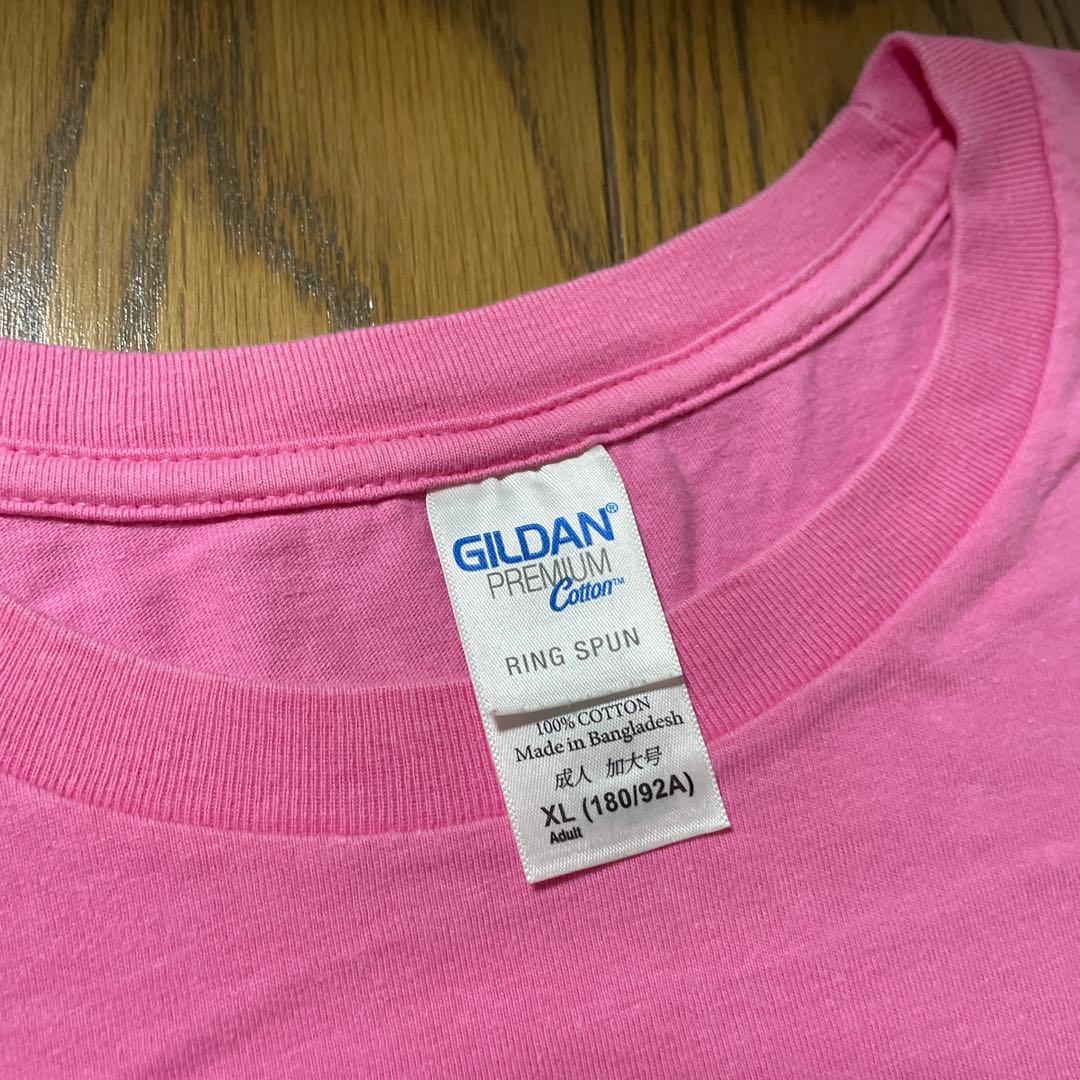 GILDAN®
PREMIUM
Cotton™
RING SPUN
100% COTTON
Made in Bangladesh
成人 加大号
XL (180/92A)
Adult